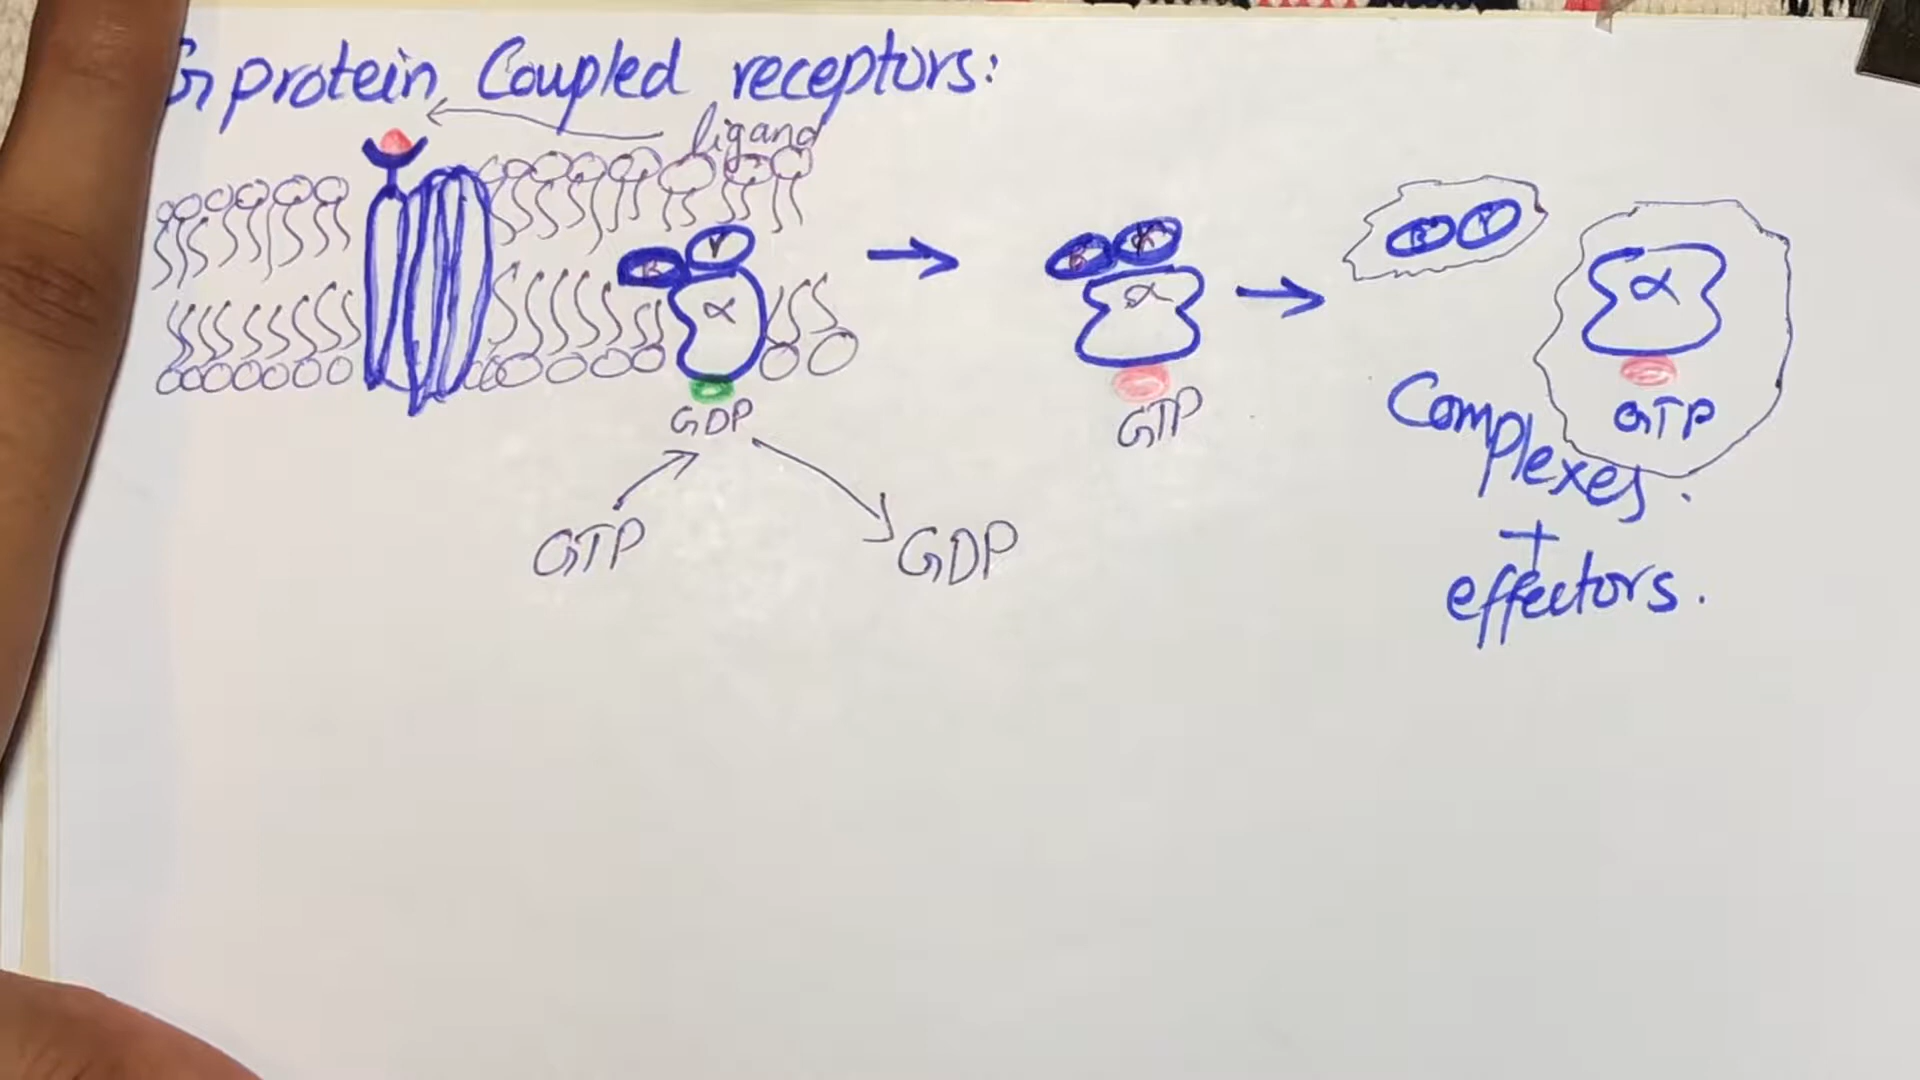 G protein Coupled receptors:
ligand
B γ
α
GDP
GTP
GDP
B γ
α
GTP
B γ
α
GTP
Complexes.
+
effectors.